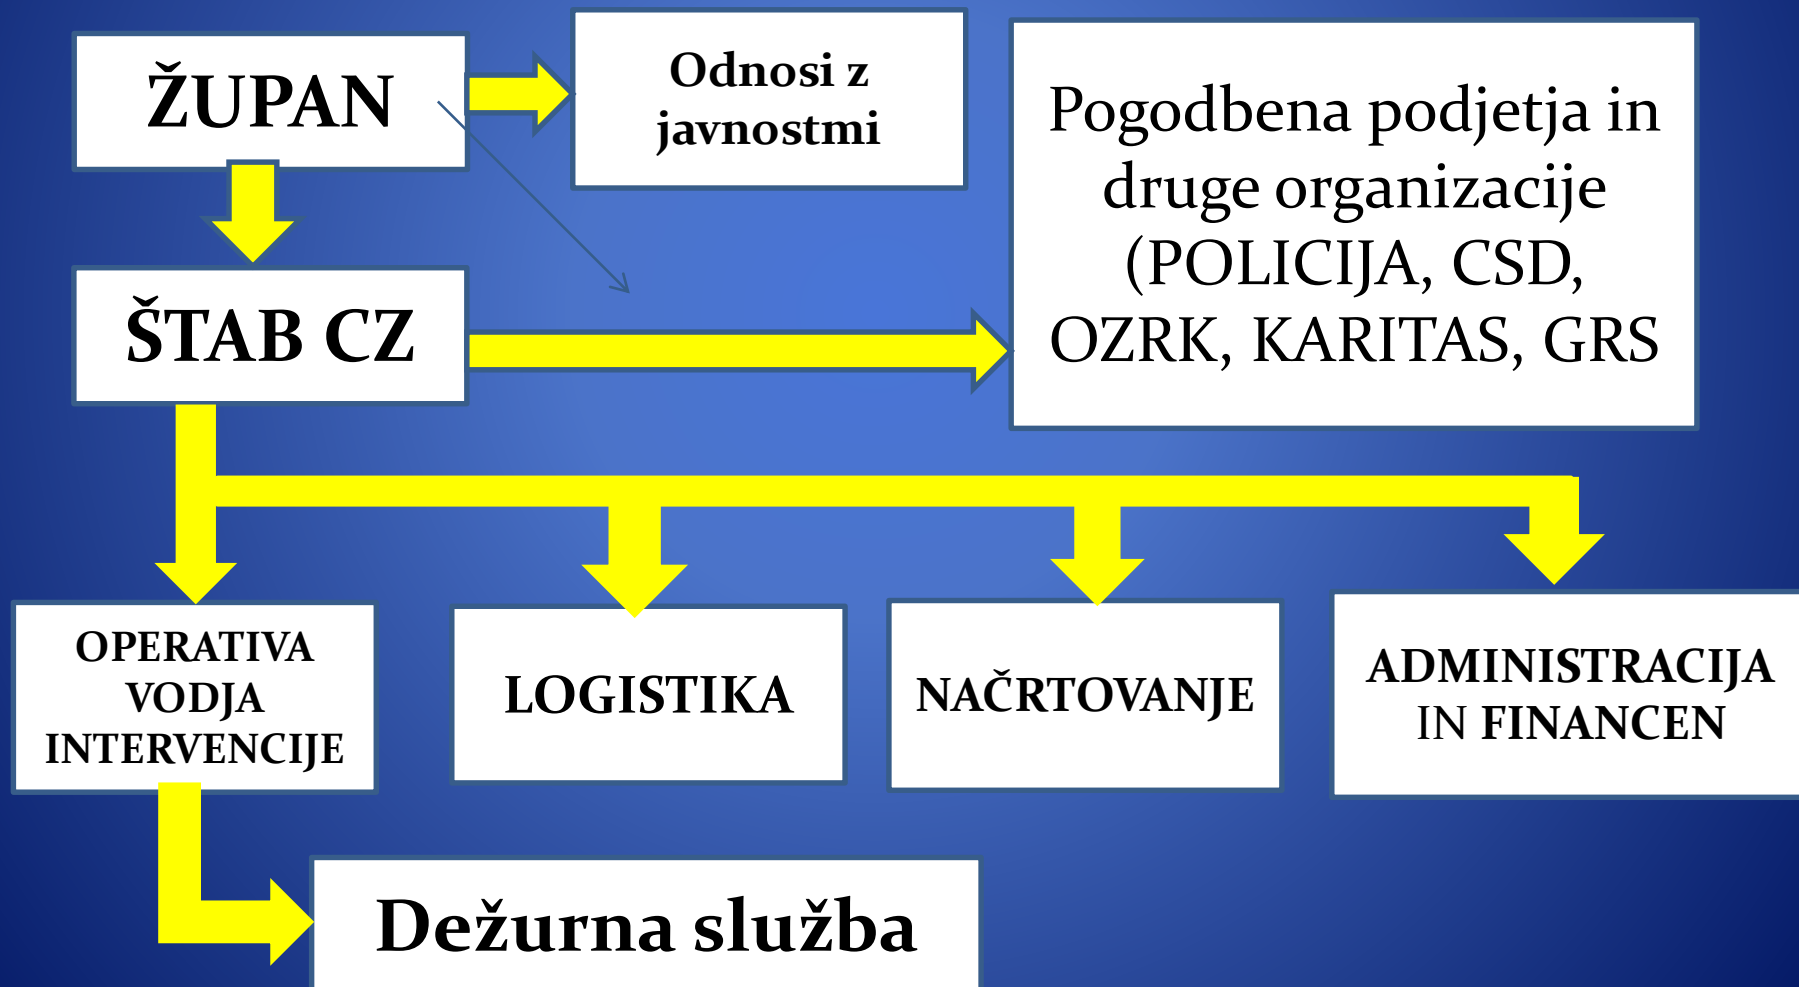 ŽUPAN
Odnosi z
javnostmi
Pogodbena podjetja in
druge organizacije
(POLICIJA, CSD,
OZRK, KARITAS, GRS
ŠTAB CZ
OPERATIVA
VODJA
INTERVENCIJE
LOGISTIKA
NAČRTOVANJE
ADMINISTRACIJA
IN FINANCEN
Dežurna služba